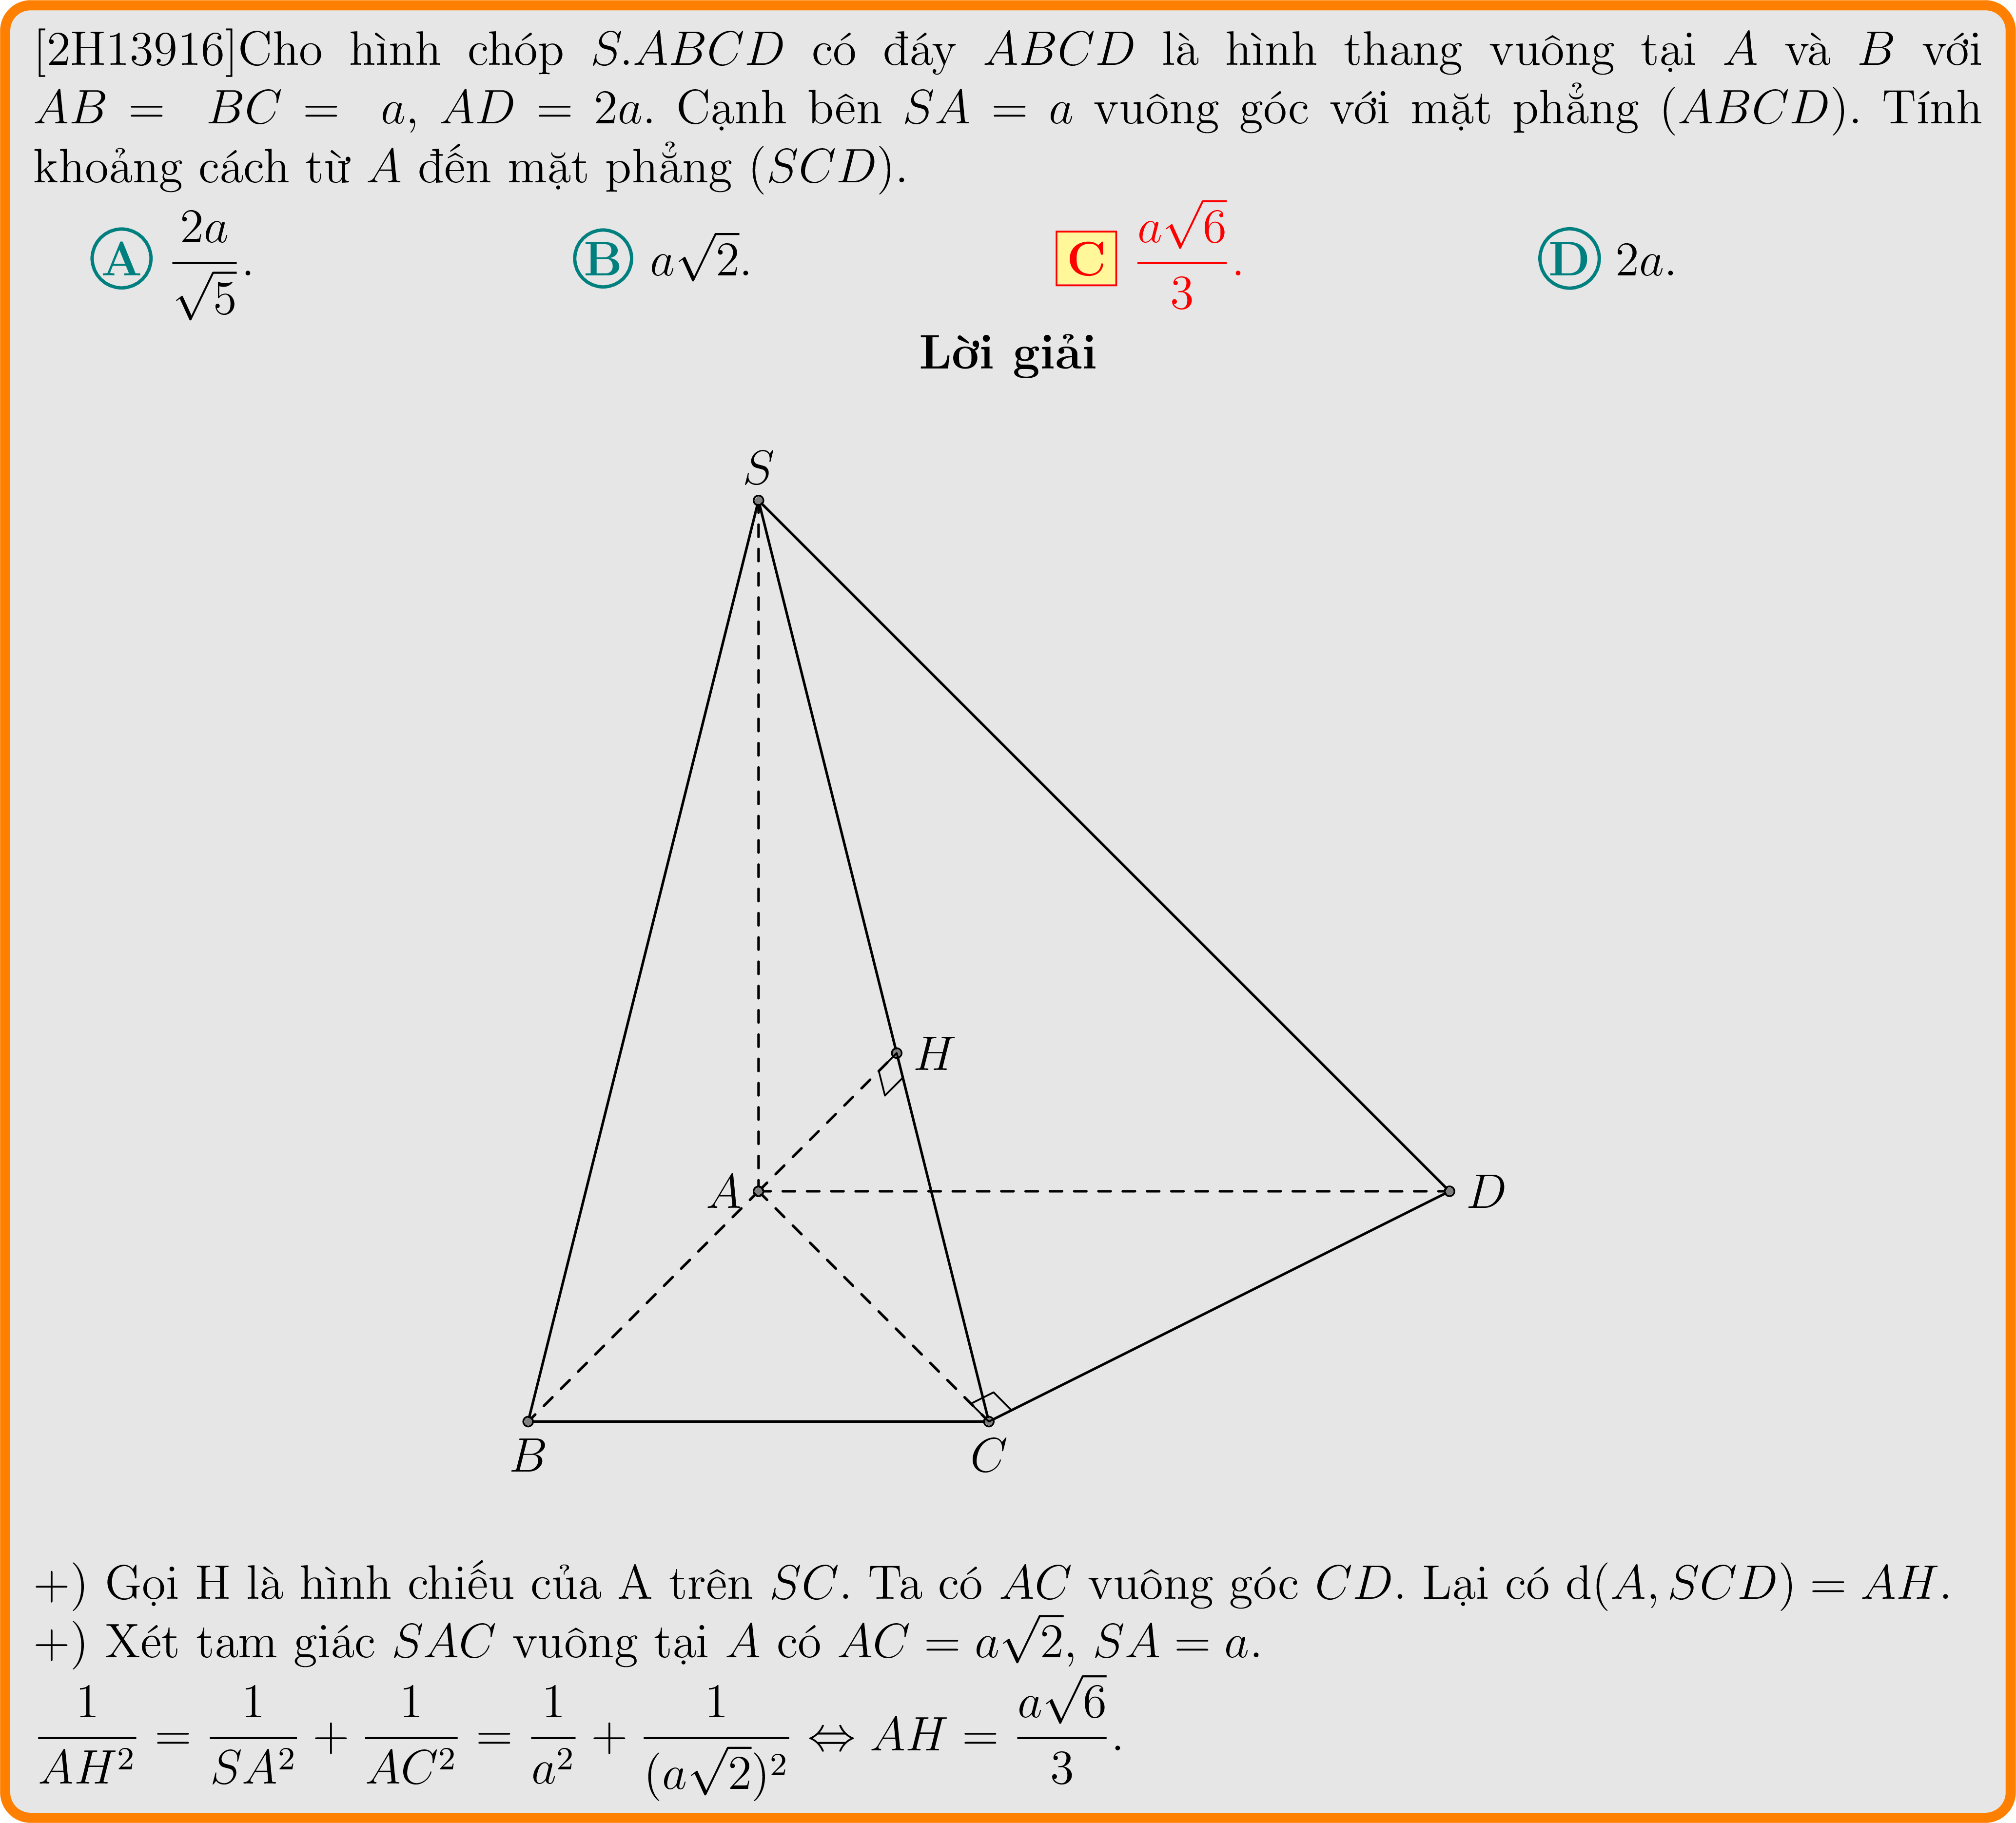 [2H13916]Cho hình chóp S.ABCD có đáy ABCD là hình thang vuông tại A và B với
AB = BC = a, AD = 2a. Cạnh bên SA = a vuông góc với mặt phẳng (ABCD). Tính
khoảng cách từ A đến mặt phẳng (SCD).
A \frac{2a}{\sqrt{5}}. B a\sqrt{2}. C \frac{a\sqrt{6}}{3}. D 2a.
Lời giải
S
H
A
D
B
C
+) Gọi H là hình chiếu của A trên SC. Ta có AC vuông góc CD. Lại có d(A, SCD) = AH.
+) Xét tam giác SAC vuông tại A có AC = a\sqrt{2}, SA = a.
\frac{1}{AH^2} = \frac{1}{SA^2} + \frac{1}{AC^2} = \frac{1}{a^2} + \frac{1}{(a\sqrt{2})^2} ⇔ AH = \frac{a\sqrt{6}}{3}.